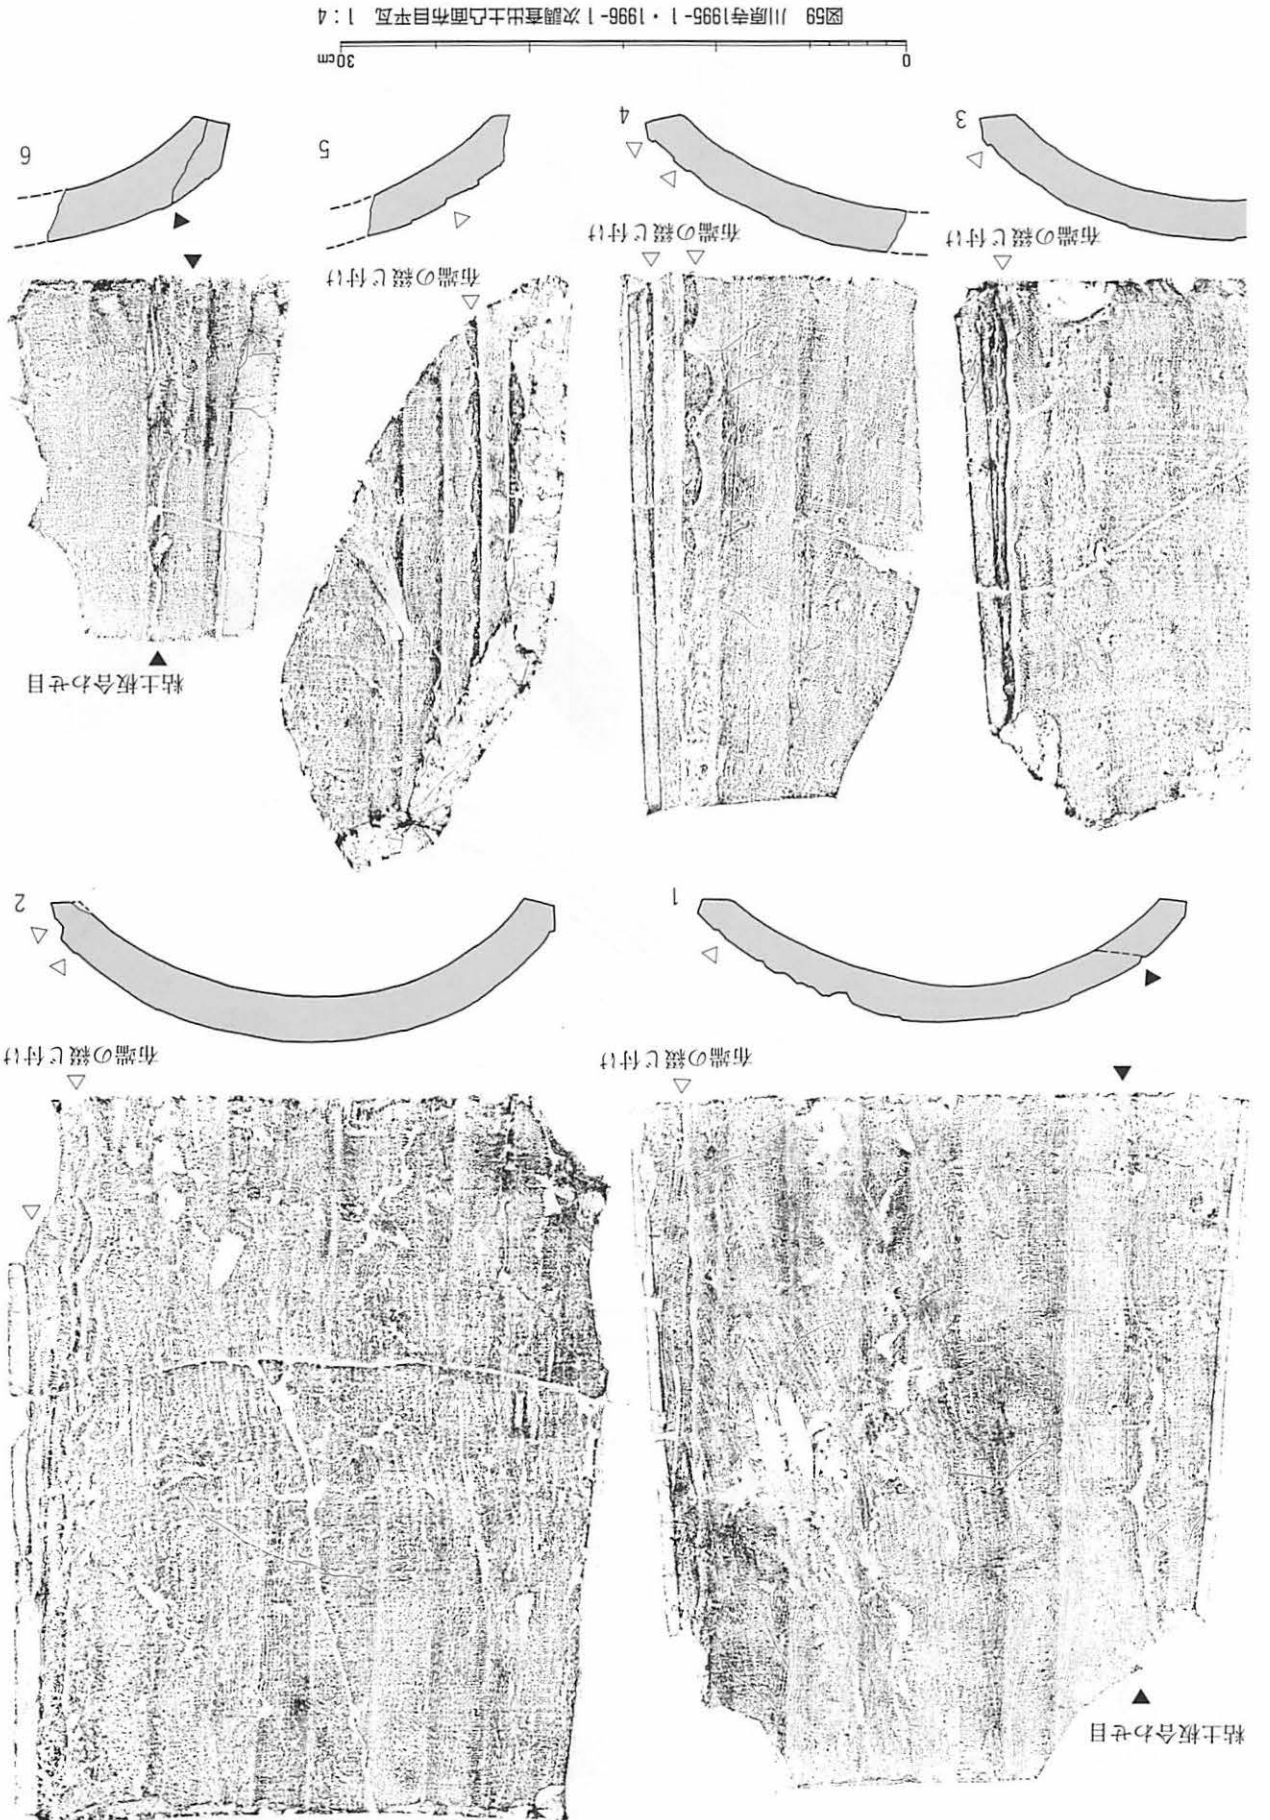 図59 川原寺1995-1・1996-1次調査出土凸面布目平瓦 1:4
0 30cm
3 4 5 6
布端の綴じ付け 布端の綴じ付け 布端の綴じ付け
粘土板合わせ目
1 2
布端の綴じ付け 布端の綴じ付け
粘土板合わせ目